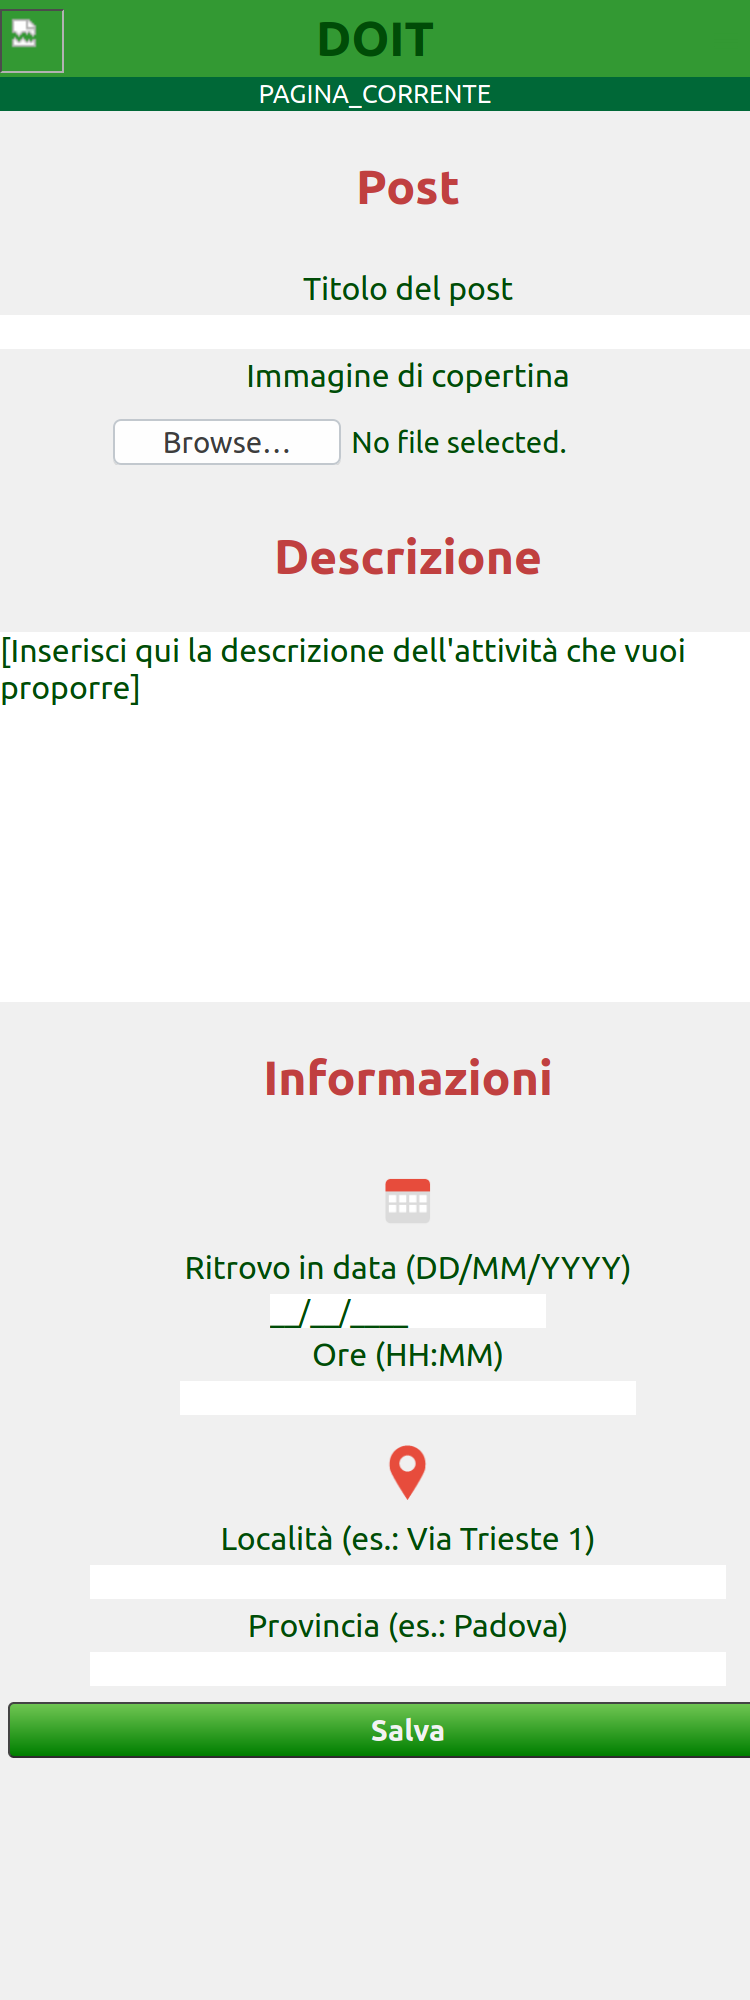 DOIT
PAGINA_CORRENTE
Post
Titolo del post
Immagine di copertina
Browse... No file selected.
Descrizione
[Inserisci qui la descrizione dell'attività che vuoi
proporre]
Informazioni
Ritrovo in data (DD/MM/YYYY)
__/__/____
Ore (HH:MM)
Località (es.: Via Trieste 1)
Provincia (es.: Padova)
Salva